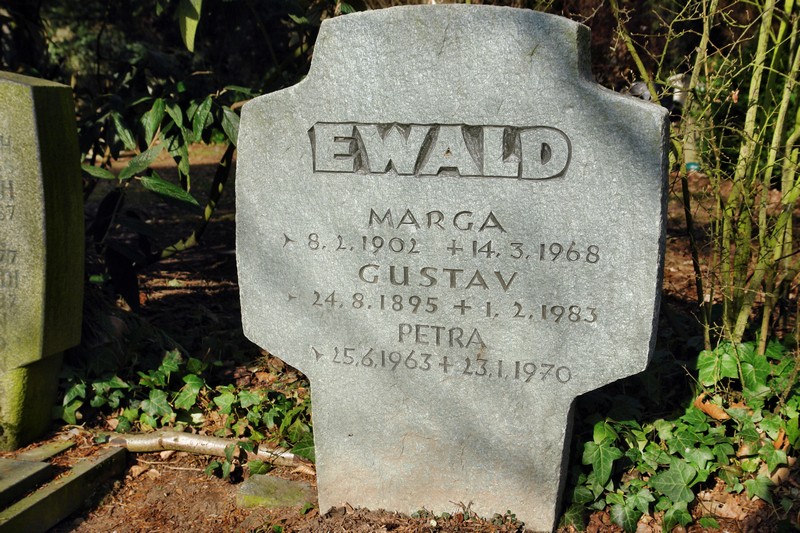 EWALD
MARGA
8. 2. 1902 + 14. 3. 1968
GUSTAV
24. 8. 1895 + 1. 2. 1983
PETRA
25.6.1963 + 23.1.1970